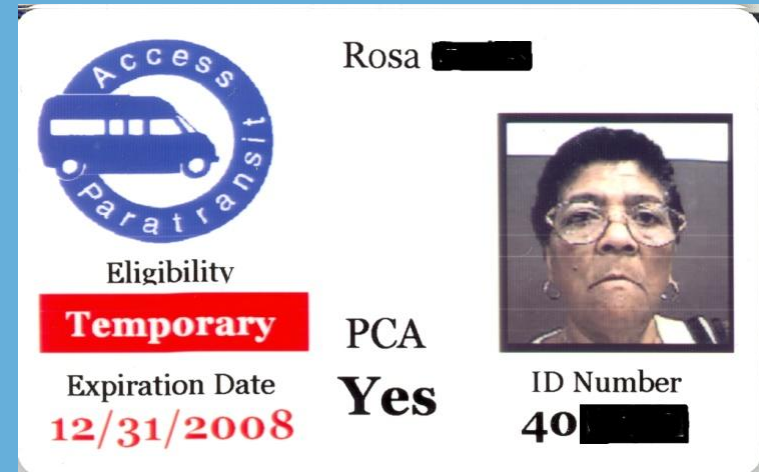 Access
Paratransit
Rosa
Eligibility
Temporary
Expiration Date
12/31/2008
PCA
Yes
ID Number
40